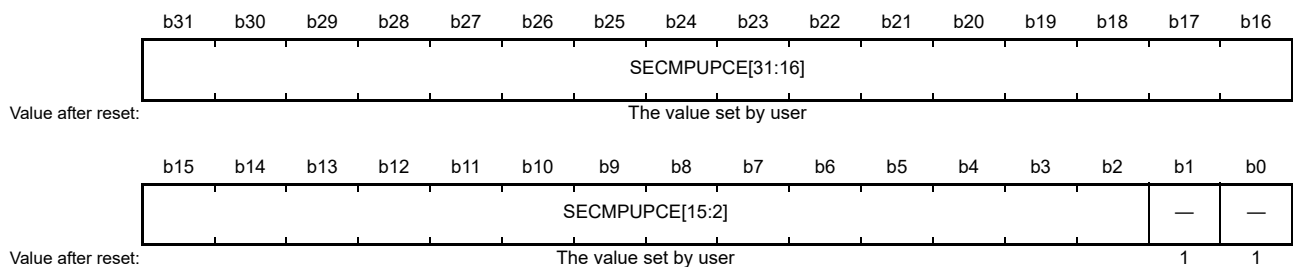 b31 b30 b29 b28 b27 b26 b25 b24 b23 b22 b21 b20 b19 b18 b17 b16
SECMPUPCE[31:16]
Value after reset: The value set by user
b15 b14 b13 b12 b11 b10 b9 b8 b7 b6 b5 b4 b3 b2 b1 b0
SECMPUPCE[15:2] — —
Value after reset: The value set by user 1 1